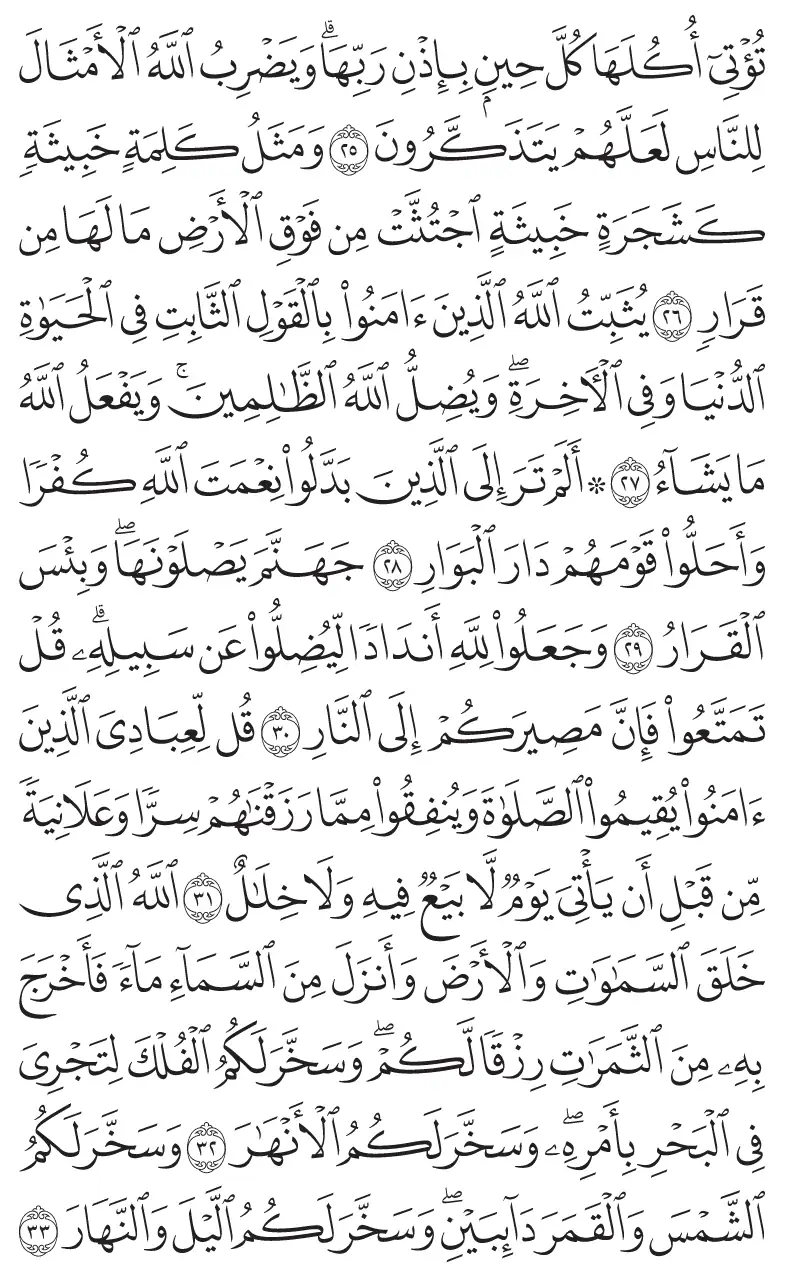 تُؤۡتِيٓ أُكُلَهَا كُلَّ حِينِۭ بِإِذۡنِ رَبِّهَاۗ وَيَضۡرِبُ ٱللَّهُ ٱلۡأَمۡثَالَ
لِلنَّاسِ لَعَلَّهُمۡ يَتَذَكَّرُونَ ۝٢٥ وَمَثَلُ كَلِمَةٍ خَبِيثَةٖ
كَشَجَرَةٍ خَبِيثَةٍ ٱجۡتُثَّتۡ مِن فَوۡقِ ٱلۡأَرۡضِ مَا لَهَا مِن
قَرَارٖ ۝٢٦ يُثَبِّتُ ٱللَّهُ ٱلَّذِينَ ءَامَنُواْ بِٱلۡقَوۡلِ ٱلثَّابِتِ فِي ٱلۡحَيَوٰةِ
ٱلدُّنۡيَا وَفِي ٱلۡأٓخِرَةِۖ وَيُضِلُّ ٱللَّهُ ٱلظَّٰلِمِينَۚ وَيَفۡعَلُ ٱللَّهُ
مَا يَشَآءُ ۝٢٧ ۞ أَلَمۡ تَرَ إِلَى ٱلَّذِينَ بَدَّلُواْ نِعۡمَتَ ٱللَّهِ كُفۡرٗا
وَأَحَلُّواْ قَوۡمَهُمۡ دَارَ ٱلۡبَوَارِ ۝٢٨ جَهَنَّمَ يَصۡلَوۡنَهَاۖ وَبِئۡسَ
ٱلۡقَرَارُ ۝٢٩ وَجَعَلُواْ لِلَّهِ أَندَادٗا لِّيُضِلُّواْ عَن سَبِيلِهِۦۗ قُلۡ
تَمَتَّعُواْ فَإِنَّ مَصِيرَكُمۡ إِلَى ٱلنَّارِ ۝٣٠ قُل لِّعِبَادِيَ ٱلَّذِينَ
ءَامَنُواْ يُقِيمُواْ ٱلصَّلَوٰةَ وَيُنفِقُواْ مِمَّا رَزَقۡنَٰهُمۡ سِرّٗا وَعَلَانِيَةٗ
مِّن قَبۡلِ أَن يَأۡتِيَ يَوۡمٞ لَّا بَيۡعٞ فِيهِ وَلَا خِلَٰلٌ ۝٣١ ٱللَّهُ ٱلَّذِي
خَلَقَ ٱلسَّمَٰوَٰتِ وَٱلۡأَرۡضَ وَأَنزَلَ مِنَ ٱلسَّمَآءِ مَآءٗ فَأَخۡرَجَ
بِهِۦ مِنَ ٱلثَّمَرَٰتِ رِزۡقٗا لَّكُمۡۖ وَسَخَّرَ لَكُمُ ٱلۡفُلۡكَ لِتَجۡرِيَ
فِي ٱلۡبَحۡرِ بِأَمۡرِهِۦۖ وَسَخَّرَ لَكُمُ ٱلۡأَنۡهَٰرَ ۝٣٢ وَسَخَّرَ لَكُمُ
ٱلشَّمۡسَ وَٱلۡقَمَرَ دَآئِبَيۡنِۖ وَسَخَّرَ لَكُمُ ٱلَّيۡلَ وَٱلنَّهَارَ ۝٣٣